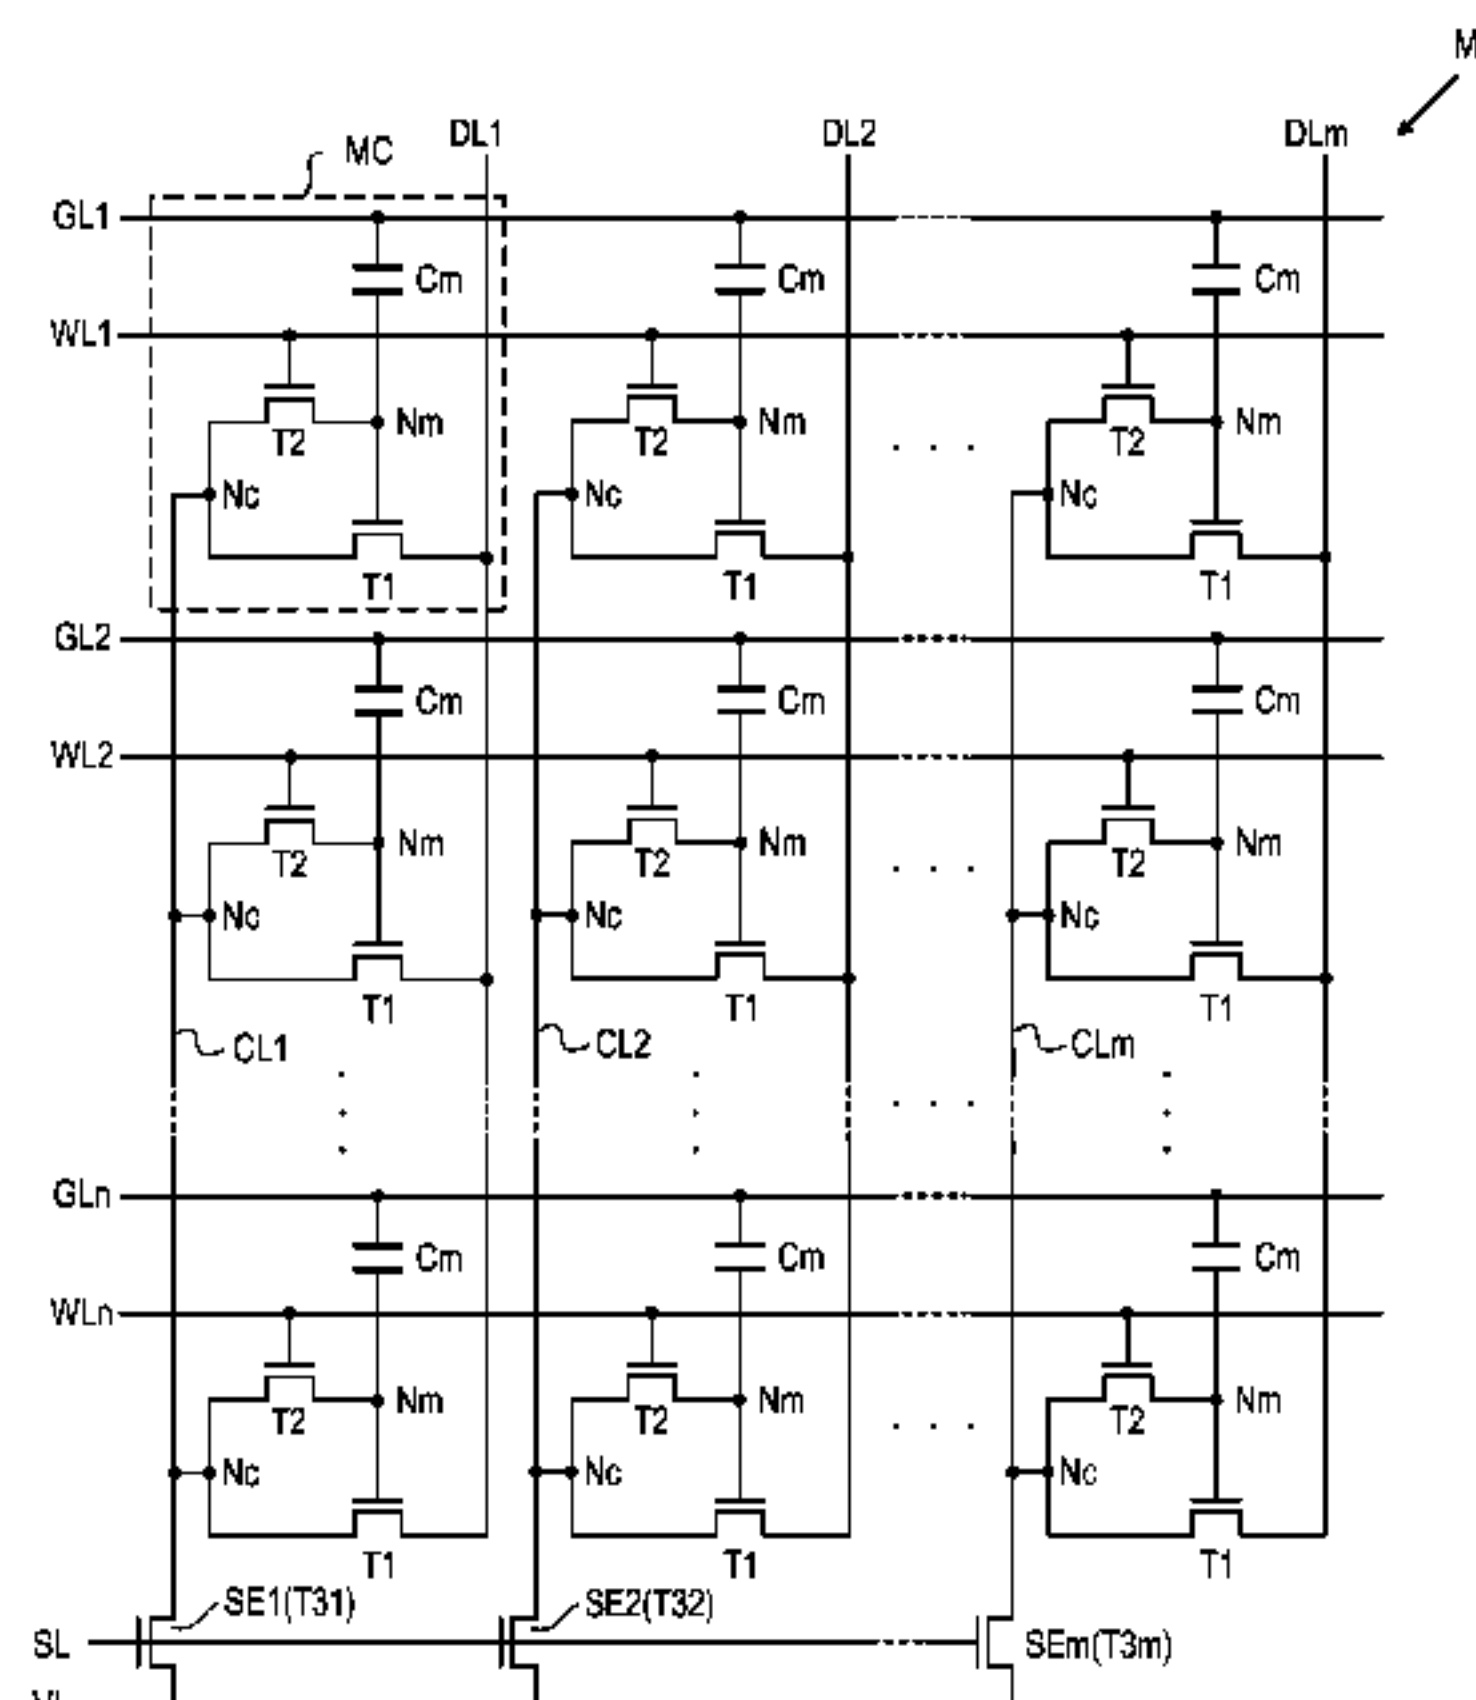 M
MC DL1 DL2 DLm
GL1
Cm Cm Cm
WL1
Nm Nm Nm
T2 T2 T2
Nc Nc Nc
T1 T1 T1
GL2
Cm Cm Cm
WL2
Nm Nm Nm
T2 T2 T2
Nc Nc Nc
T1 T1 T1
CL1 CL2 CLm
GLn
Cm Cm Cm
WLn
Nm Nm Nm
T2 T2 T2
Nc Nc Nc
T1 T1 T1
SE1(T31) SE2(T32)
SL SEm(T3m)